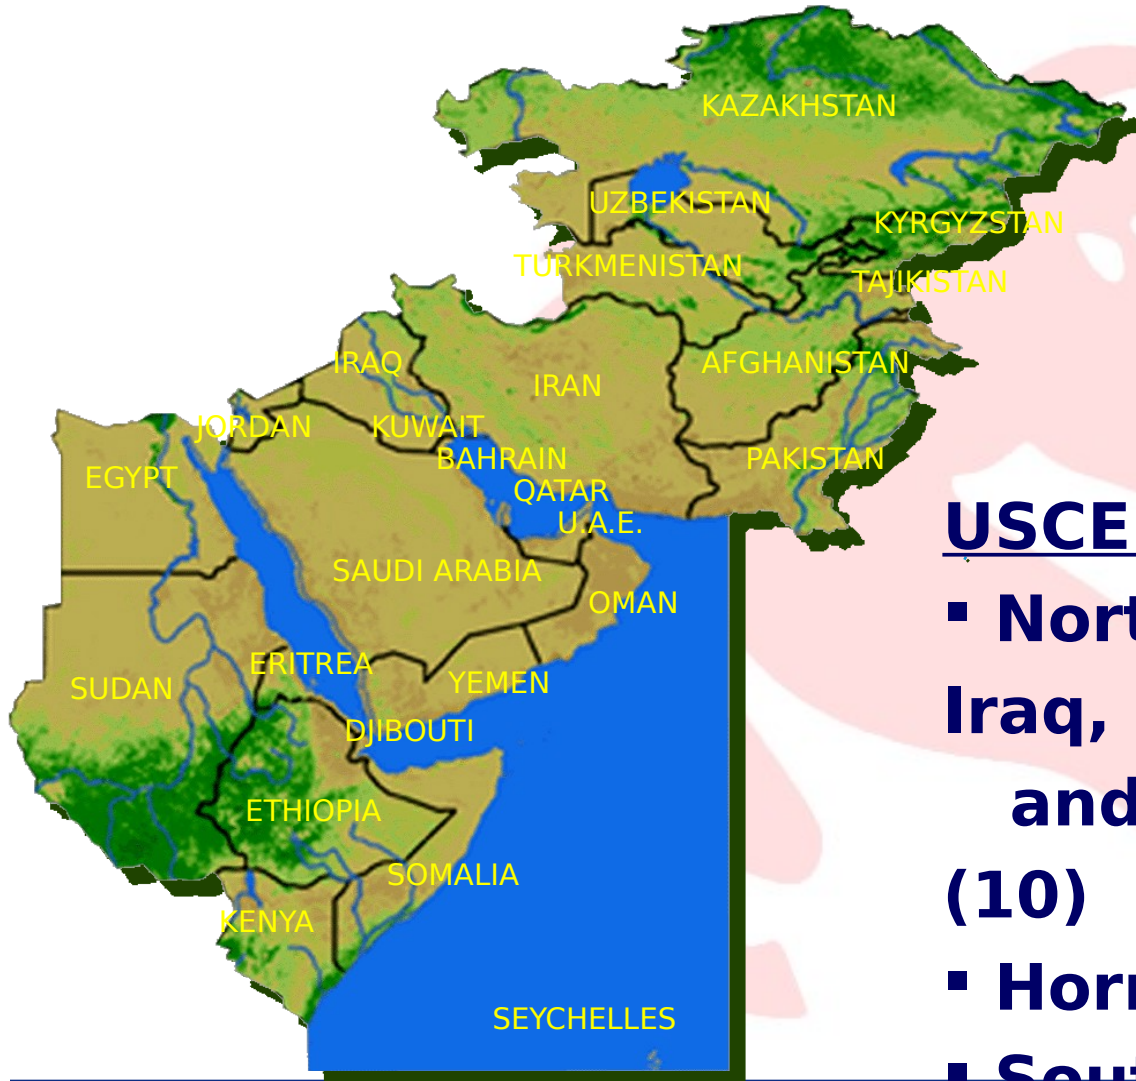 KAZAKHSTAN
UZBEKISTAN
KYRGYZSTAN
TURKMENISTAN
TAJIKISTAN
IRAQ
AFGHANISTAN
IRAN
JORDAN
KUWAIT
BAHRAIN
PAKISTAN
EGYPT
QATAR
U.A.E.
SAUDI ARABIA
OMAN
ERITREA
YEMEN
SUDAN
DJIBOUTI
ETHIOPIA
SOMALIA
KENYA
SEYCHELLES
USCE
▪ Nort
Iraq,
and
(10)
▪ Horn
▪ Sout